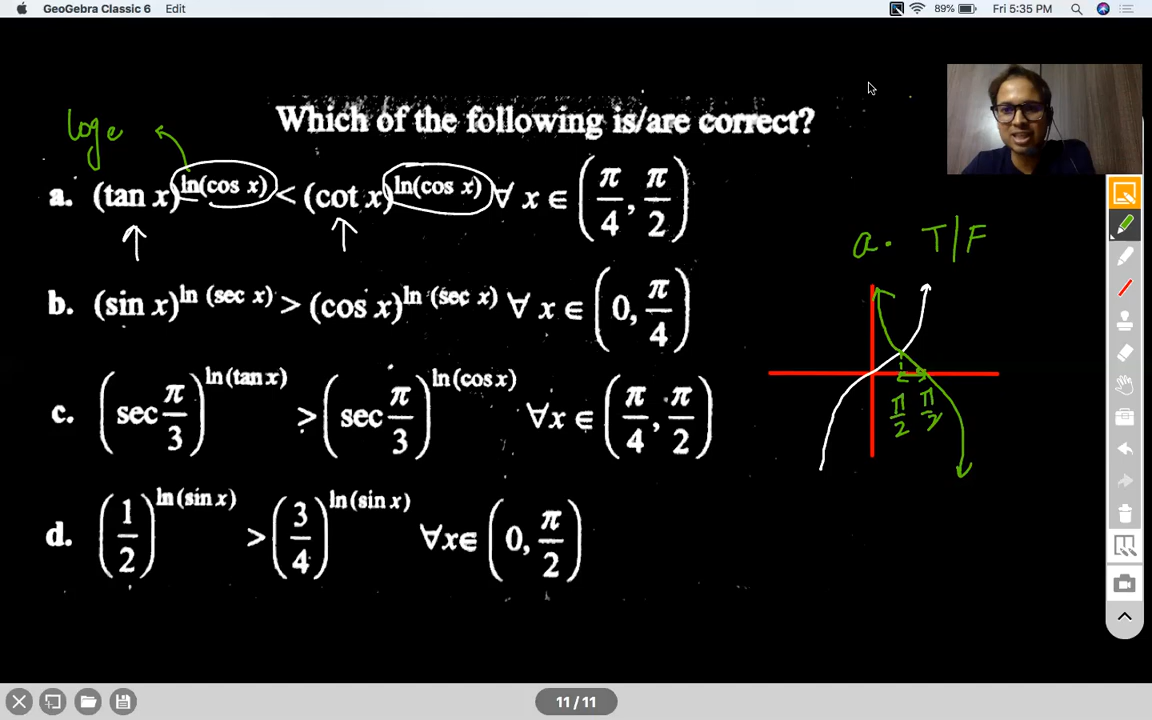 GeoGebra Classic 6 Edit 89% Fri 5:35 PM
log e
Which of the following is/are correct?
a. (tan x)^ln(cos x) < (cot x)^ln(cos x) ∀ x ∈ (π/4, π/2)
a. T/F
b. (sin x)^ln (sec x) > (cos x)^ln (sec x) ∀ x ∈ (0, π/4)
c. (sec π/3)^ln(tan x) > (sec π/3)^ln(cos x) ∀x ∈ (π/4, π/2)
π/2 π/2
d. (1/2)^ln(sin x) > (3/4)^ln(sin x) ∀x∈ (0, π/2)
11 / 11